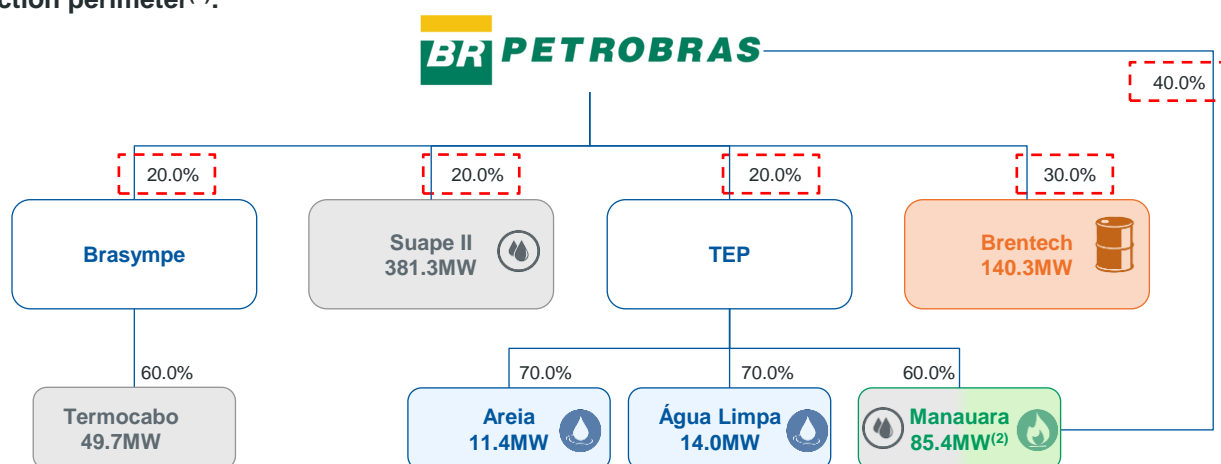 ction perimeter
BR PETROBRAS
40.0%
20.0%
20.0%
20.0%
30.0%
Brasympe
Suape II
381.3MW
TEP
Brentech
140.3MW
60.0%
70.0%
70.0%
60.0%
Termocabo
49.7MW
Areia
11.4MW
Água Limpa
14.0MW
Manauara
85.4MW(2)